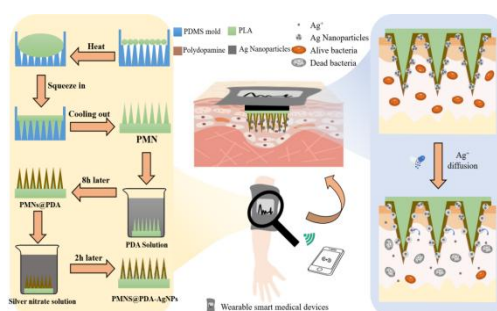 PDMS mold
PLA
Polydopamine
Ag Nanoparticles
Heat
Squeeze in
Cooling out
PMN
8h later
PMNs@PDA
PDA Solution
2h later
Silver nitrate solution
PMNS@PDA-AgNPs
Wearable smart medical devices
Ag⁺
Ag Nanoparticles
Alive bacteria
Dead bacteria
Ag⁺
diffusion